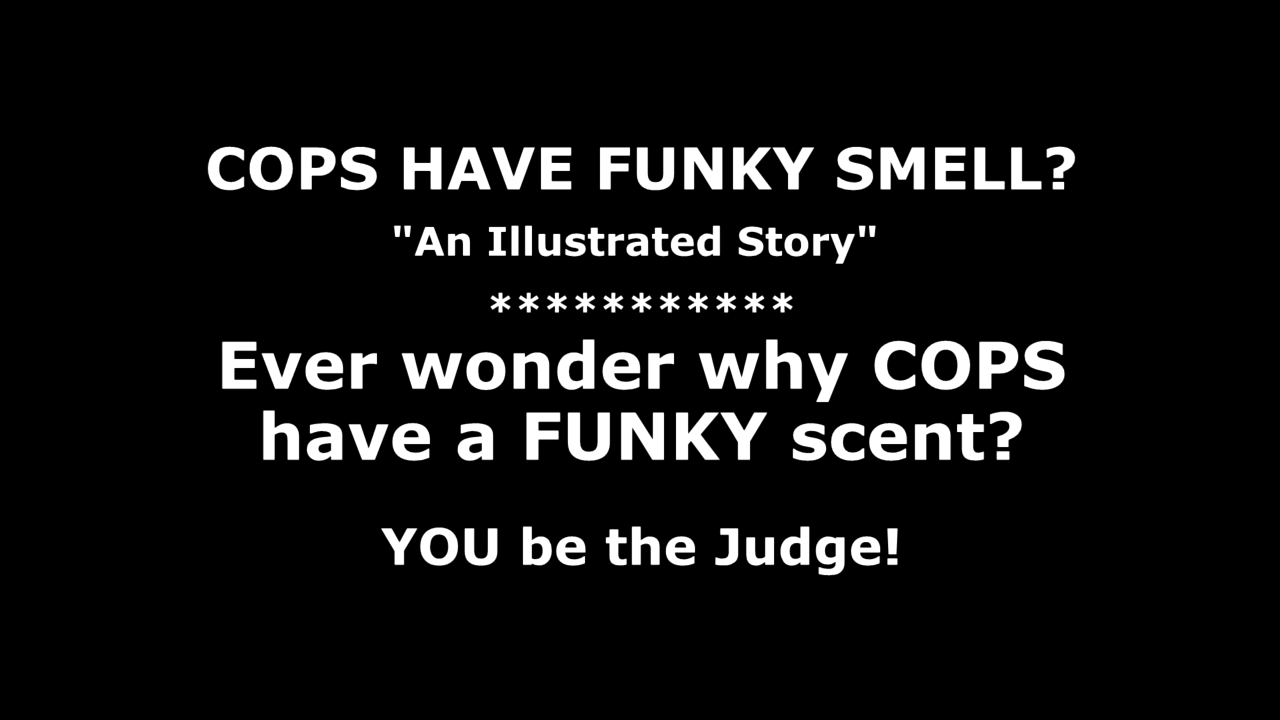 COPS HAVE FUNKY SMELL?
"An Illustrated Story"
***********
Ever wonder why COPS
have a FUNKY scent?
YOU be the Judge!